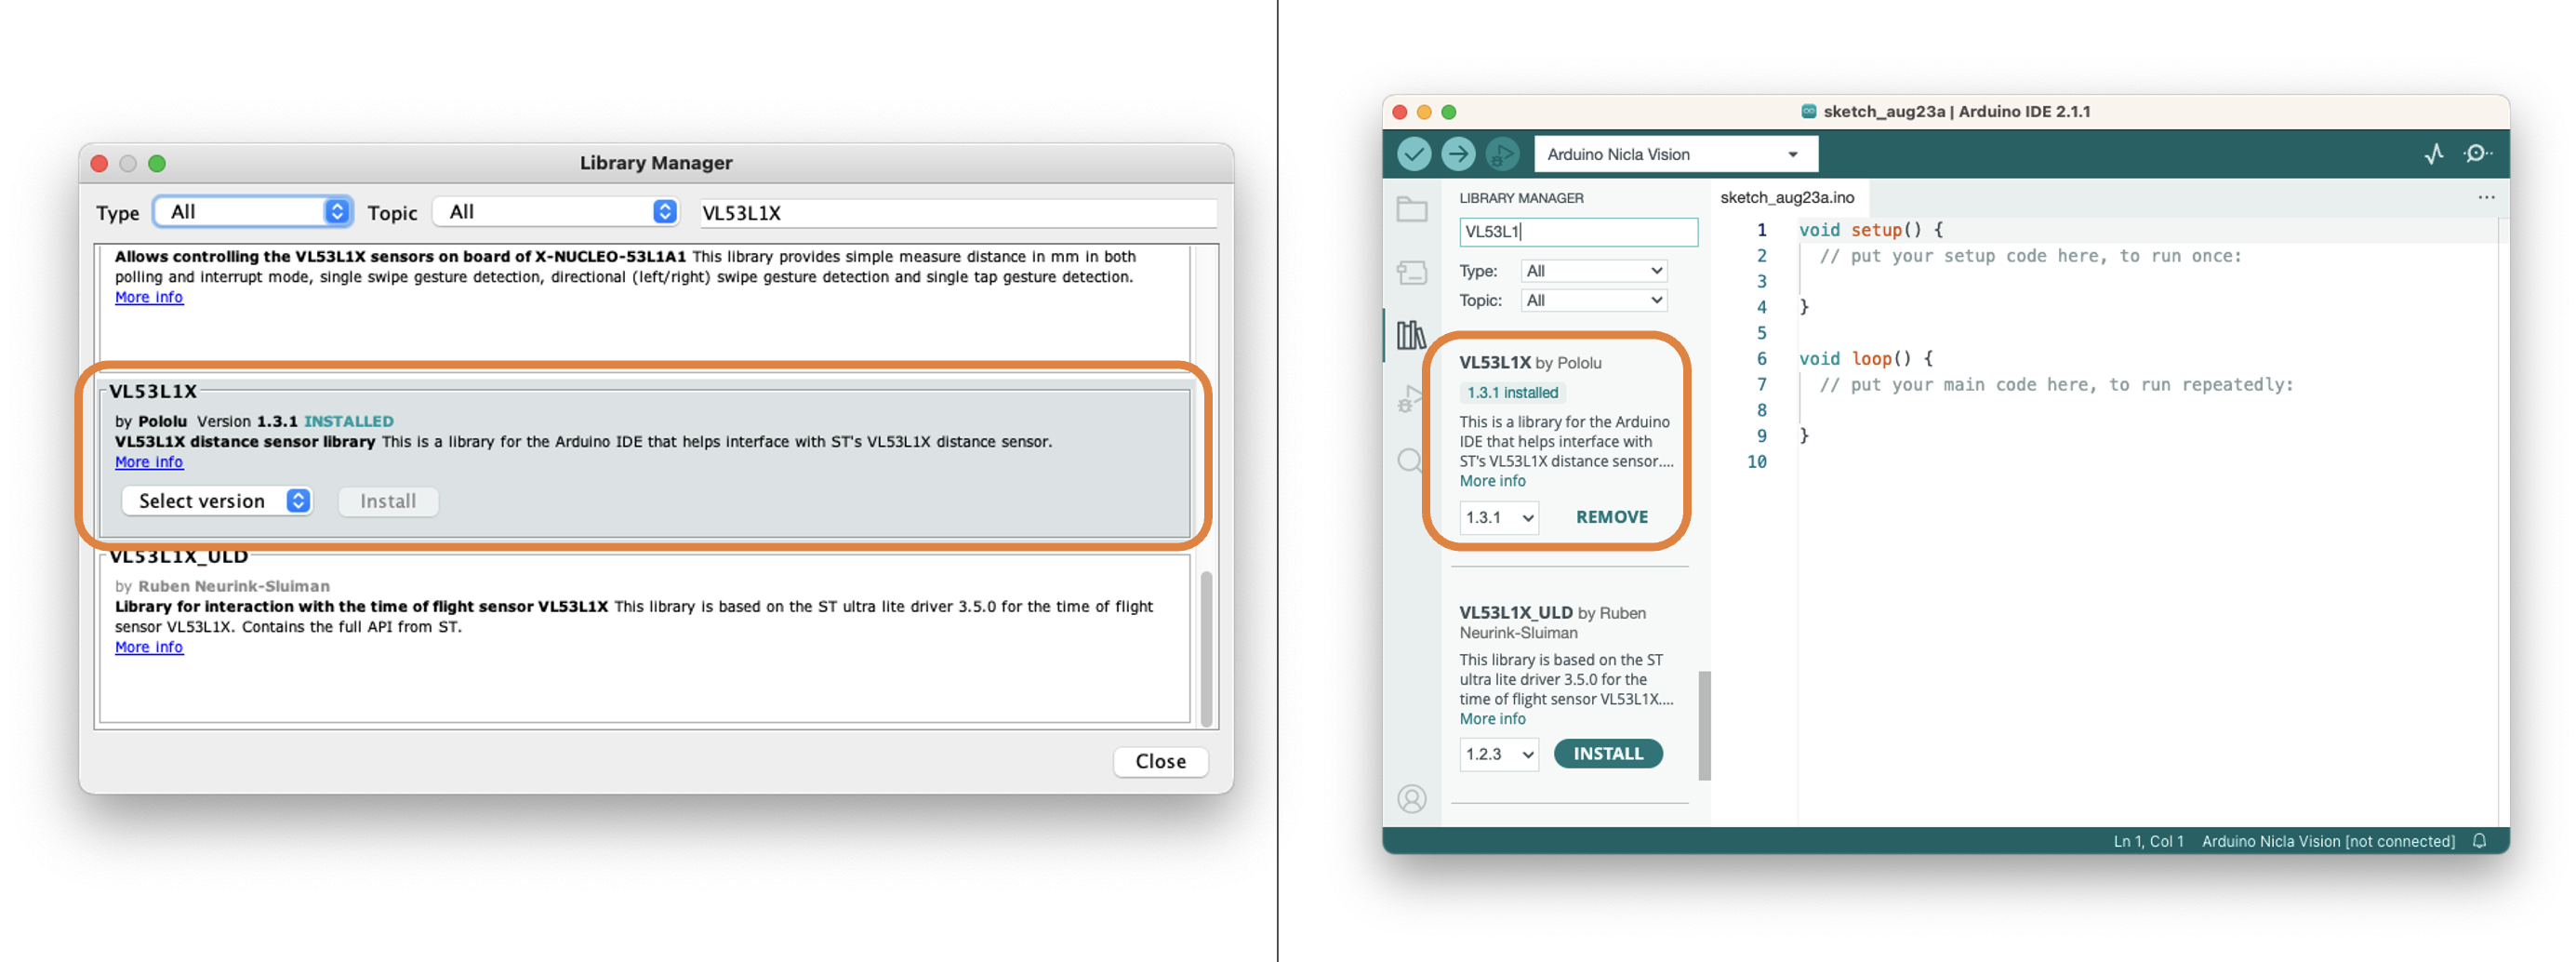 Library Manager
Type All Topic All VL53L1X
Allows controlling the VL53L1X sensors on board of X-NUCLEO-53L1A1 This library provides simple measure distance in mm in both
polling and interrupt mode, single swipe gesture detection, directional (left/right) swipe gesture detection and single tap gesture detection.
More info
VL53L1X
by Pololu Version 1.3.1 INSTALLED
VL53L1X distance sensor library This is a library for the Arduino IDE that helps interface with ST's VL53L1X distance sensor.
More info
Select version Install
VL53L1X_ULD
by Ruben Neurink-Sluiman
Library for interaction with the time of flight sensor VL53L1X This library is based on the ST ultra lite driver 3.5.0 for the time of flight
sensor VL53L1X. Contains the full API from ST.
More info
Close
sketch_aug23a | Arduino IDE 2.1.1
Arduino Nicla Vision
LIBRARY MANAGER
VL53L1
Type: All
Topic: All
VL53L1X by Pololu
1.3.1 installed
This is a library for the Arduino
IDE that helps interface with
ST's VL53L1X distance sensor....
More info
1.3.1 REMOVE
VL53L1X_ULD by Ruben
Neurink-Sluiman
This library is based on the ST
ultra lite driver 3.5.0 for the
time of flight sensor VL53L1X....
More info
1.2.3 INSTALL
sketch_aug23a.ino
1 void setup() {
2 // put your setup code here, to run once:
3
4 }
5
6 void loop() {
7 // put your main code here, to run repeatedly:
8
9 }
10
Ln 1, Col 1 Arduino Nicla Vision [not connected]